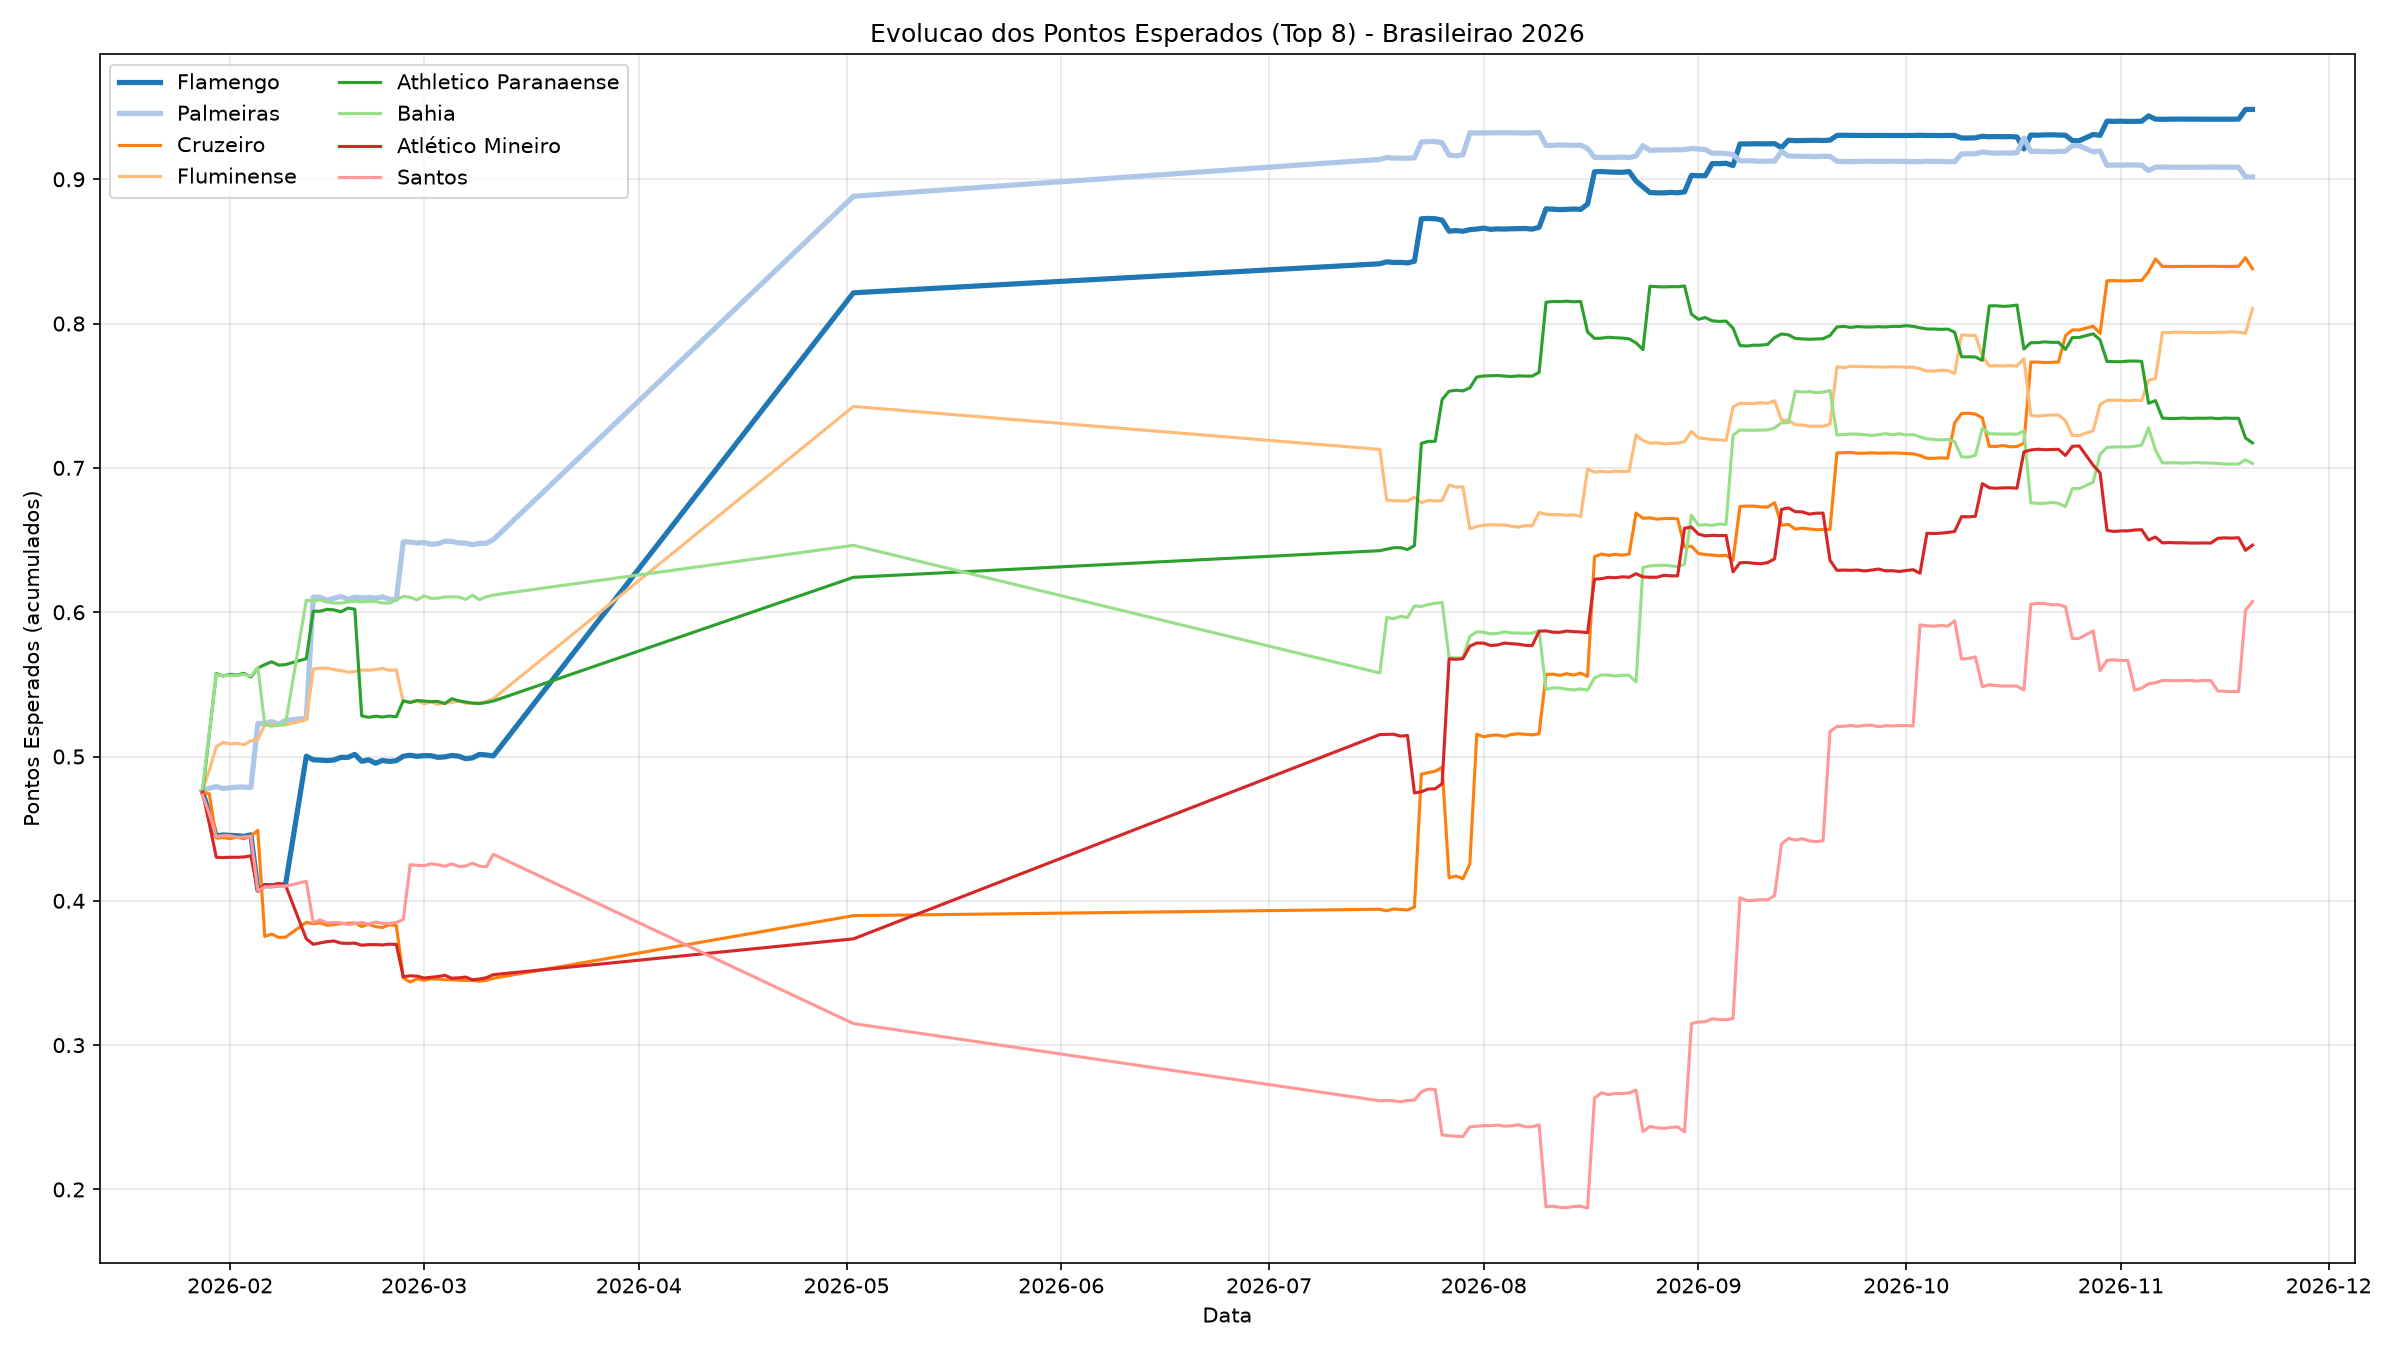 Evolucao dos Pontos Esperados (Top 8) - Brasileirao 2026
Flamengo
Palmeiras
Cruzeiro
Fluminense
Athletico Paranaense
Bahia
Atlético Mineiro
Santos
Pontos Esperados (acumulados)
0.9
0.8
0.7
0.6
0.5
0.4
0.3
0.2
2026-02 2026-03 2026-04 2026-05 2026-06 2026-07 2026-08 2026-09 2026-10 2026-11 2026-12
Data